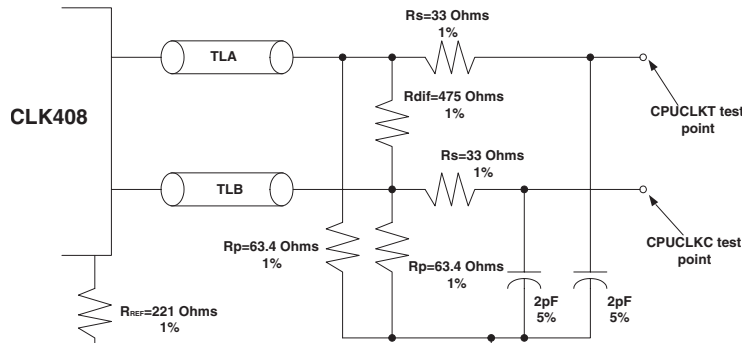 Rs=33 Ohms
1%
TLA
CLK408
Rdif=475 Ohms
1%
CPUCLKT test
point
Rs=33 Ohms
1%
TLB
Rp=63.4 Ohms
1%
Rp=63.4 Ohms
1%
CPUCLKC test
point
2pF
5%
2pF
5%
RREF=221 Ohms
1%